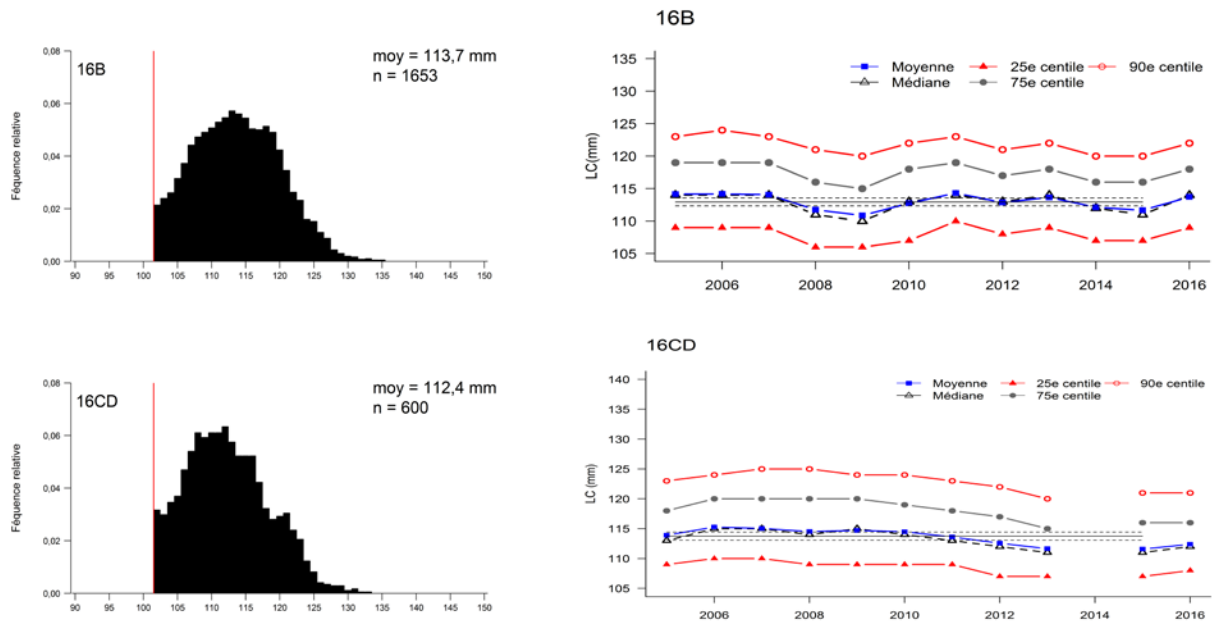 16B
moy = 113,7 mm
n = 1653
Féquence relative
0,08
0,06
0,04
0,02
0,00
90 95 100 105 110 115 120 125 130 135 140 145 150
16B
Moyenne 25e centile 90e centile
Médiane 75e centile
LC(mm)
135
130
125
120
115
110
105
2006 2008 2010 2012 2014 2016
16CD
moy = 112,4 mm
n = 600
Féquence relative
0,08
0,06
0,04
0,02
0,00
90 95 100 105 110 115 120 125 130 135 140 145 150
16CD
Moyenne 25e centile 90e centile
Médiane 75e centile
LC (mm)
140
135
130
125
120
115
110
105
2006 2008 2010 2012 2014 2016